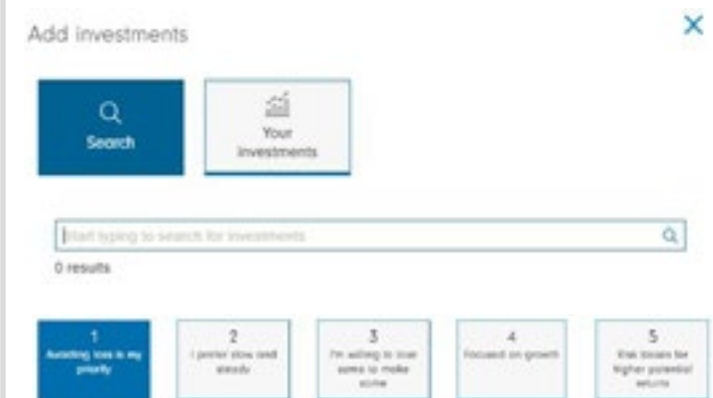 Add investments
Search
Your
investments
Start typing to search for investments
0 results
1
Avoiding loss is my
priority
2
I prefer slow and
steady
3
I'm willing to lose
some to make
some
4
Focused on growth
5
Risk losses for
higher potential
returns